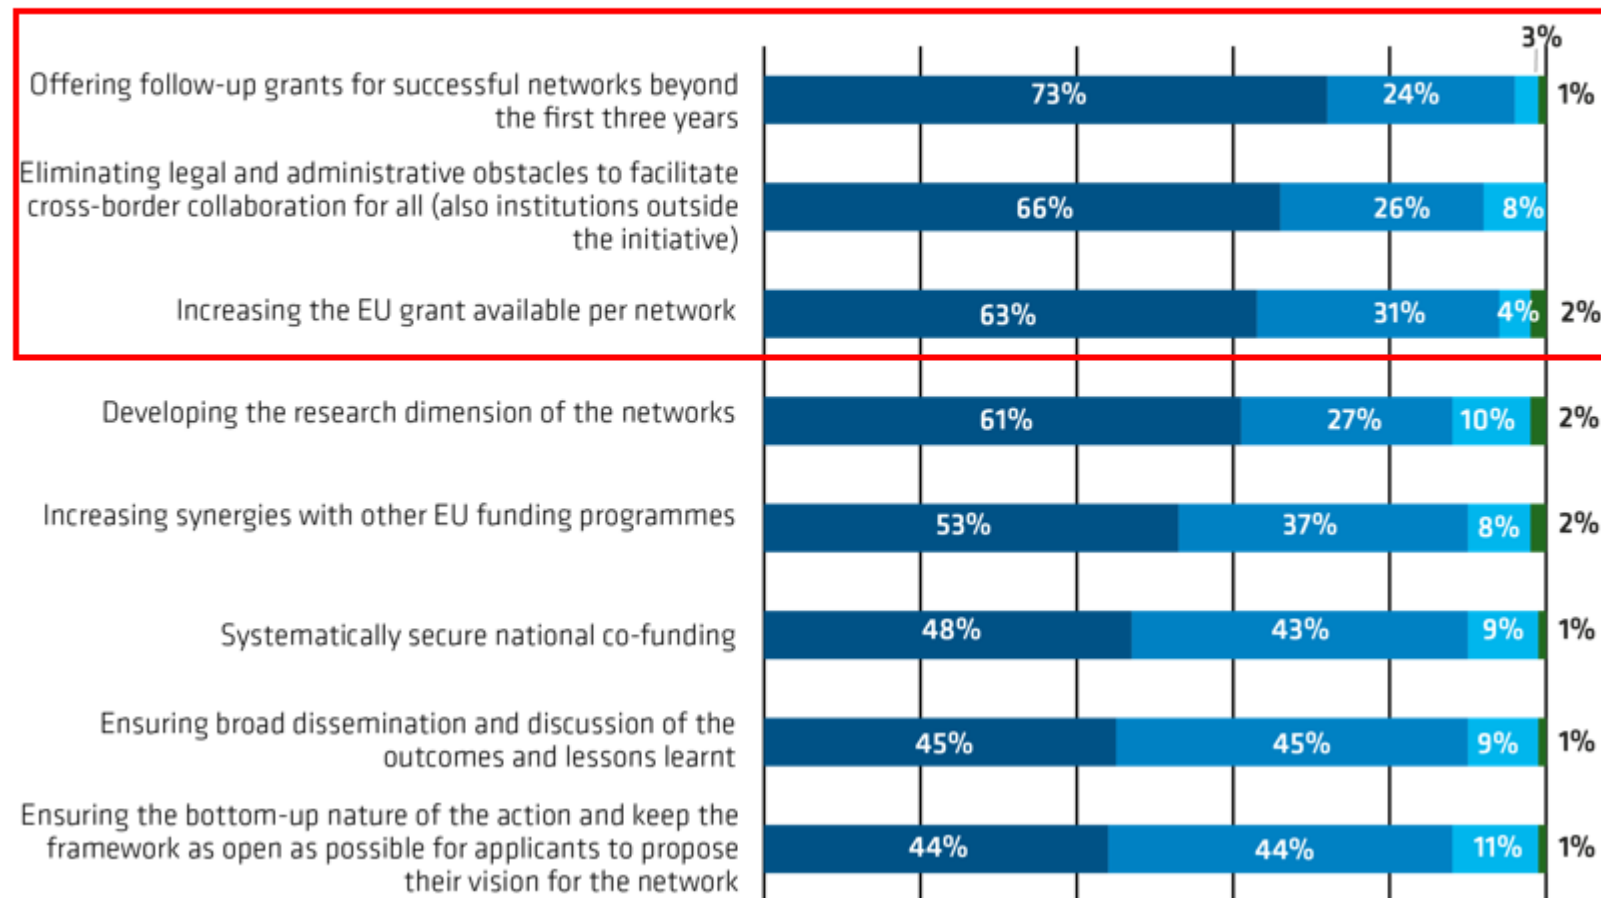 3%
Offering follow-up grants for successful networks beyond
the first three years
73%
24%
1%
Eliminating legal and administrative obstacles to facilitate
cross-border collaboration for all (also institutions outside
the initiative)
66%
26%
8%
Increasing the EU grant available per network
63%
31%
4%
2%
Developing the research dimension of the networks
61%
27%
10%
2%
Increasing synergies with other EU funding programmes
53%
37%
8%
2%
Systematically secure national co-funding
48%
43%
9%
1%
Ensuring broad dissemination and discussion of the
outcomes and lessons learnt
45%
45%
9%
1%
Ensuring the bottom-up nature of the action and keep the
framework as open as possible for applicants to propose
their vision for the network
44%
44%
11%
1%